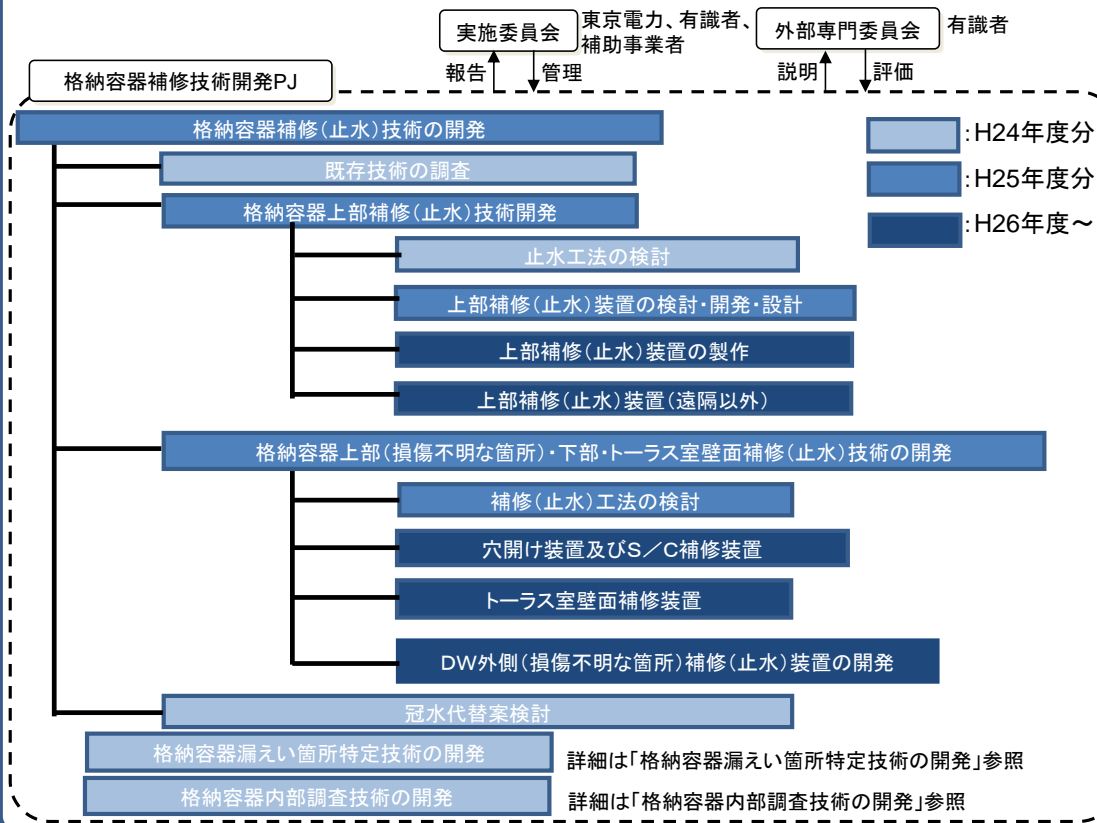 実施委員会
東京電力、有識者、
補助事業者
外部専門委員会
有識者
報告
管理
説明
評価
格納容器補修技術開発PJ
格納容器補修(止水)技術の開発
:H24年度分
既存技術の調査
:H25年度分
格納容器上部補修(止水)技術開発
:H26年度~
止水工法の検討
上部補修(止水)装置の検討・開発・設計
上部補修(止水)装置の製作
上部補修(止水)装置(遠隔以外)
格納容器上部(損傷不明な箇所)・下部・トーラス室壁面補修(止水)技術の開発
補修(止水)工法の検討
穴開け装置及びS/C補修装置
トーラス室壁面補修装置
DW外側(損傷不明な箇所)補修(止水)装置の開発
冠水代替案検討
格納容器漏えい箇所特定技術の開発
詳細は「格納容器漏えい箇所特定技術の開発」参照
格納容器内部調査技術の開発
詳細は「格納容器内部調査技術の開発」参照